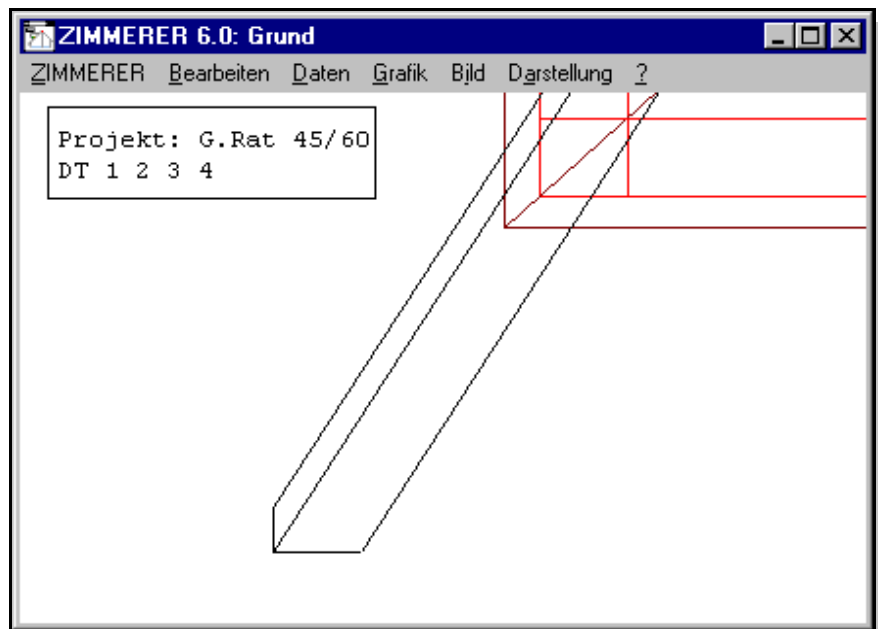 ZIMMERER 6.0: Grund
ZIMMERER Bearbeiten Daten Grafik Bild Darstellung ?
Projekt: G.Rat 45/60
DT 1 2 3 4